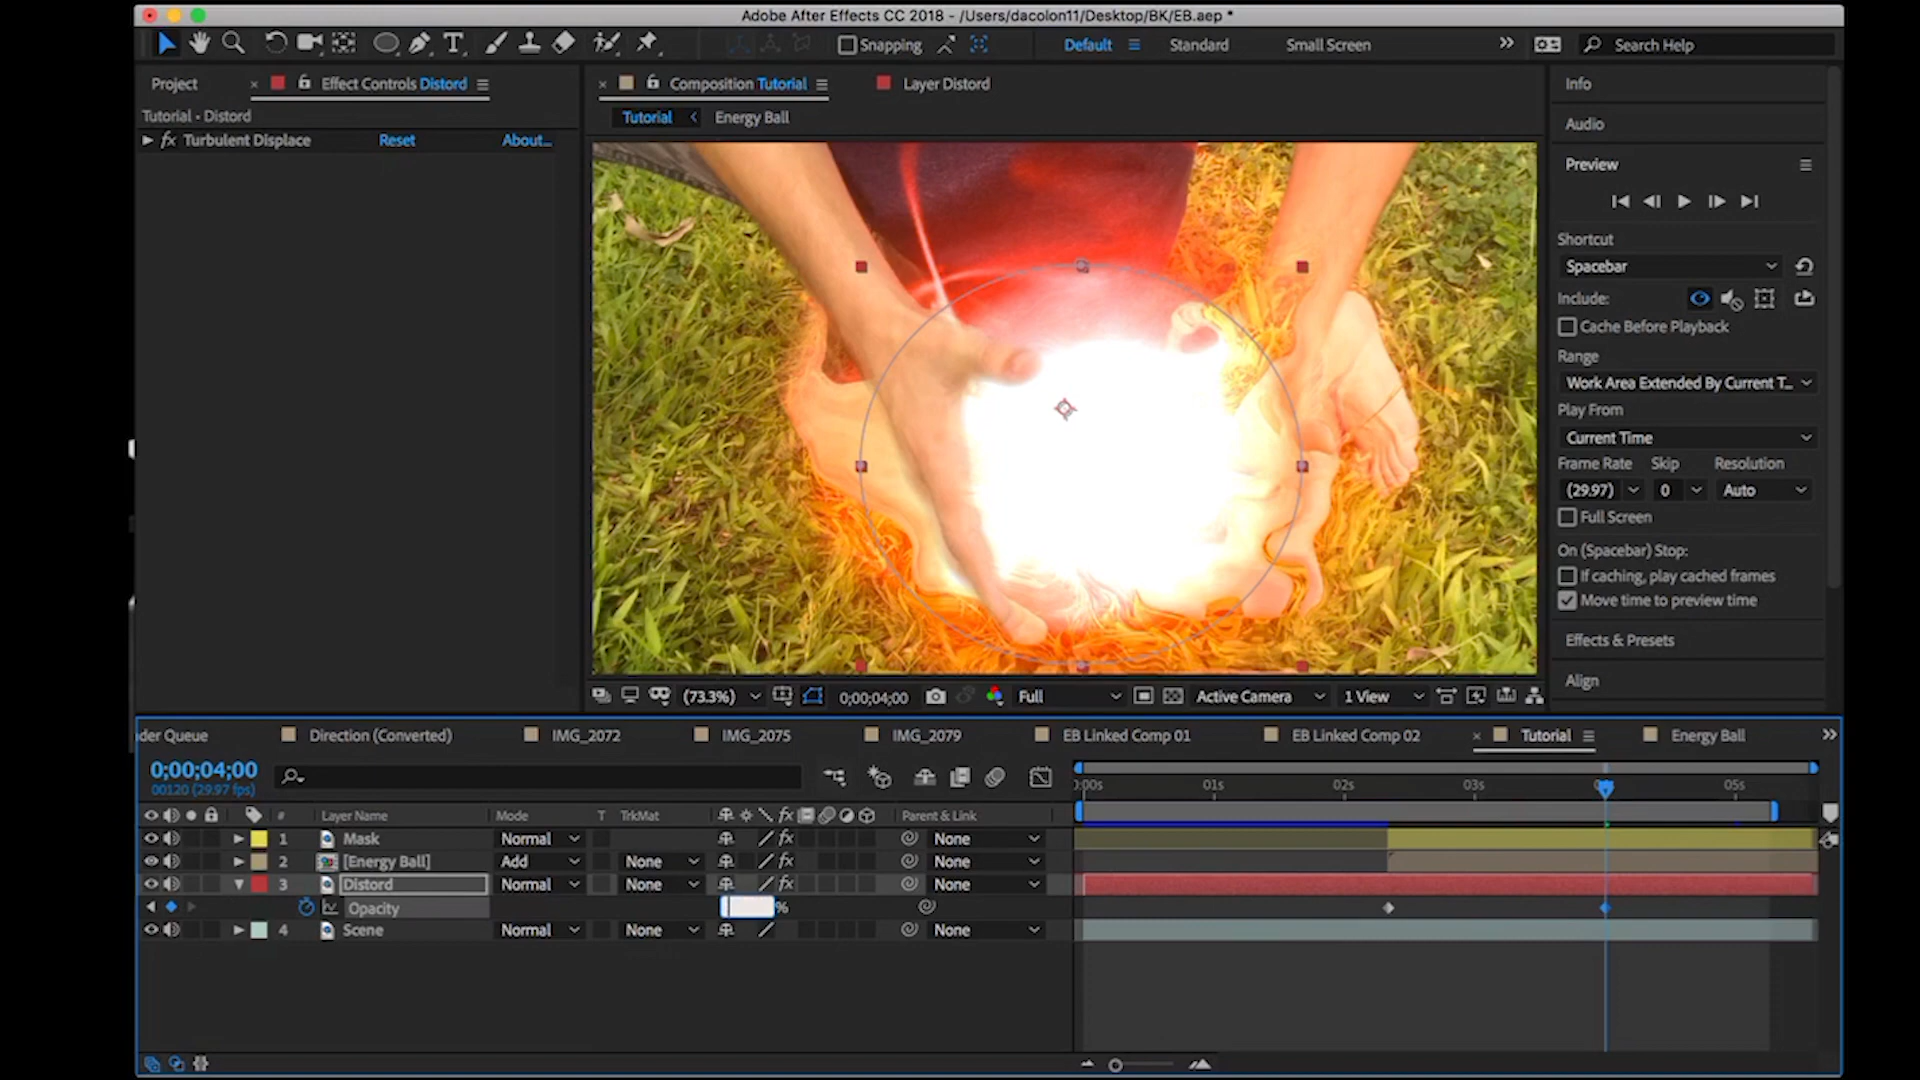 Adobe After Effects CC 2018 - /Users/dacolon11/Desktop/BK/EB.aep *
Snapping Default Standard Small Screen Search Help
Project Effect Controls Distord Composition Tutorial Layer Distord Info
Tutorial • Distord Tutorial Energy Ball Audio
fx Turbulent Displace Reset About...
Preview
Shortcut
Spacebar
Include:
Cache Before Playback
Range
Work Area Extended By Current T...
Play From
Current Time
Frame Rate Skip Resolution
(29.97) 0 Auto
Full Screen
On (Spacebar) Stop:
If caching, play cached frames
Move time to preview time
Effects & Presets
Align
(73.3%) 0;00;04;00 Full Active Camera 1 View
der Queue Direction (Converted) IMG_2072 IMG_2075 IMG_2079 EB Linked Comp 01 EB Linked Comp 02 Tutorial Energy Ball
0;00;04;00
00120 (29.97 fps)
0:00s 01s 02s 03s 05s
# Layer Name Mode T TrkMat fx Parent & Link
1 Mask Normal fx None
2 [Energy Ball] Add None fx None
3 Distord Normal None fx None
Opacity %
4 Scene Normal None None